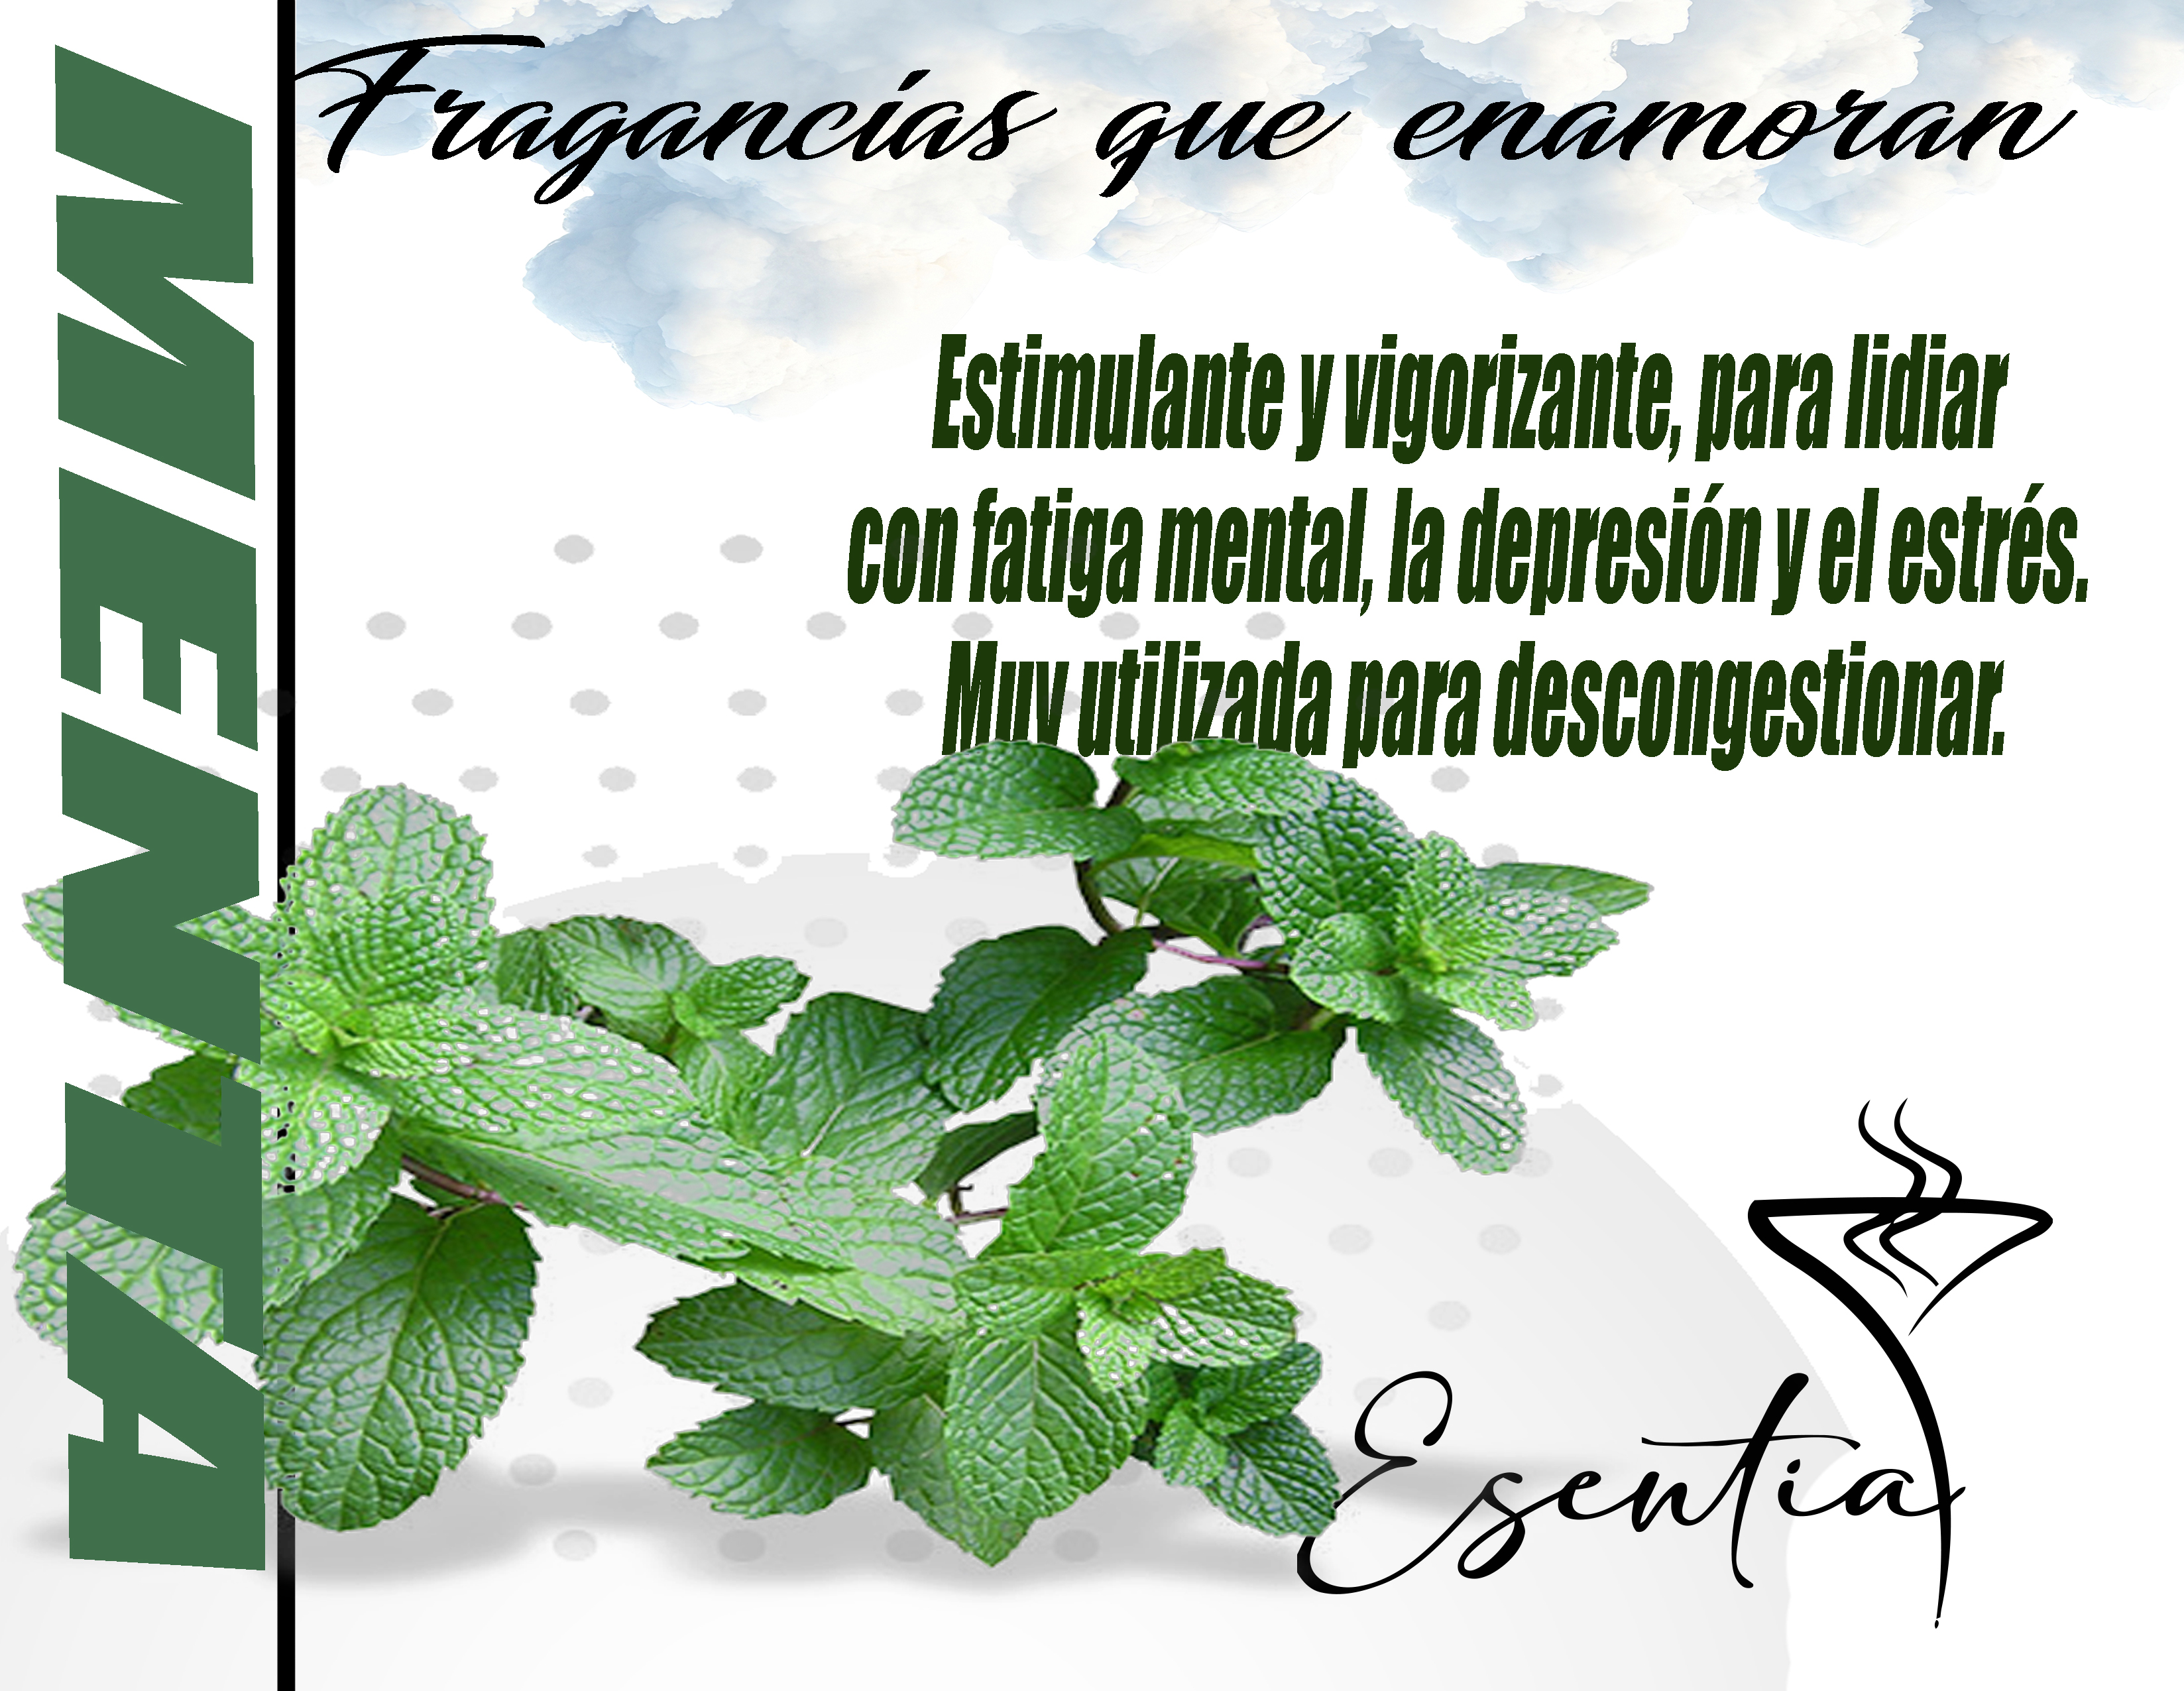 MENTA
Fragancías que enamoran
Estimulante y vigorizante, para lidiar
con fatiga mental, la depresión y el estrés.
Muy utilizada para descongestionar.
Esentia